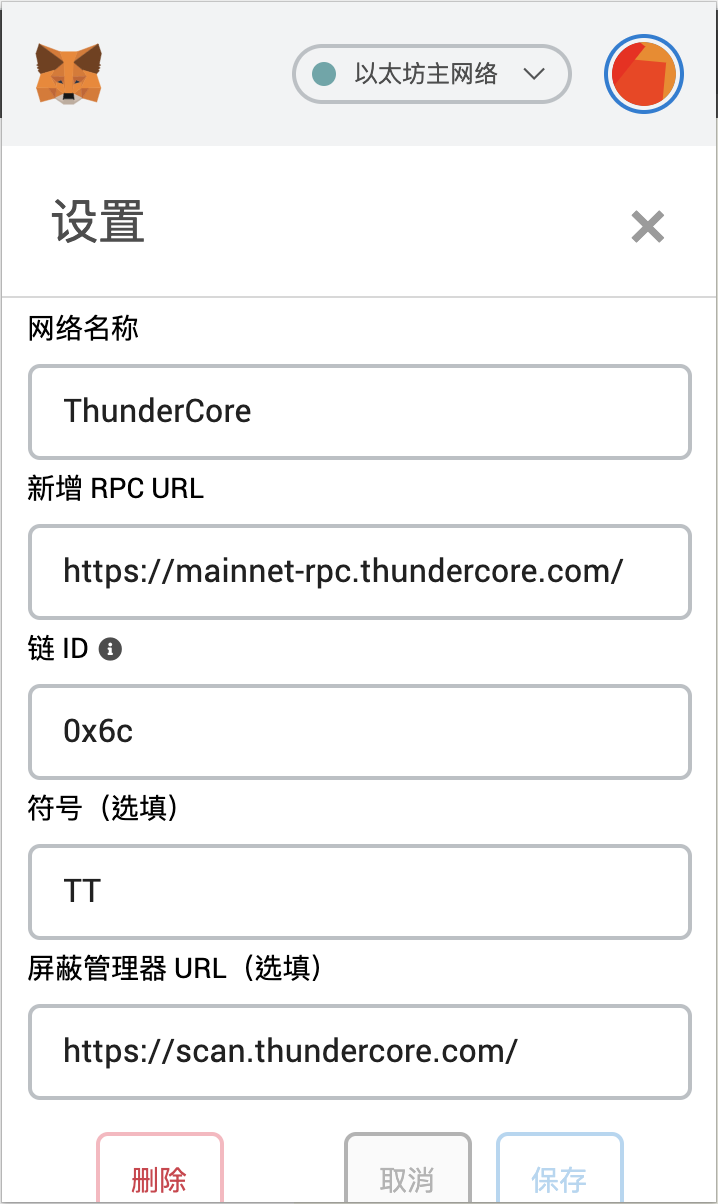 以太坊主网络
设置
网络名称
ThunderCore
新增 RPC URL
https://mainnet-rpc.thundercore.com/
链 ID
0x6c
符号（选填）
TT
屏蔽管理器 URL（选填）
https://scan.thundercore.com/
删除 取消 保存